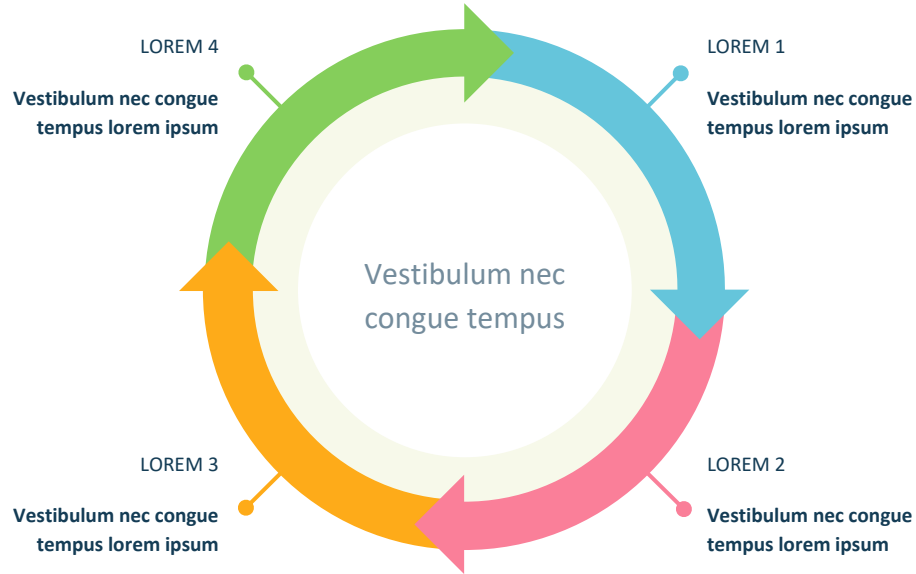 LOREM 1
Vestibulum nec congue
tempus lorem ipsum
LOREM 2
Vestibulum nec congue
tempus lorem ipsum
LOREM 3
Vestibulum nec congue
tempus lorem ipsum
LOREM 4
Vestibulum nec congue
tempus lorem ipsum
Vestibulum nec
congue tempus